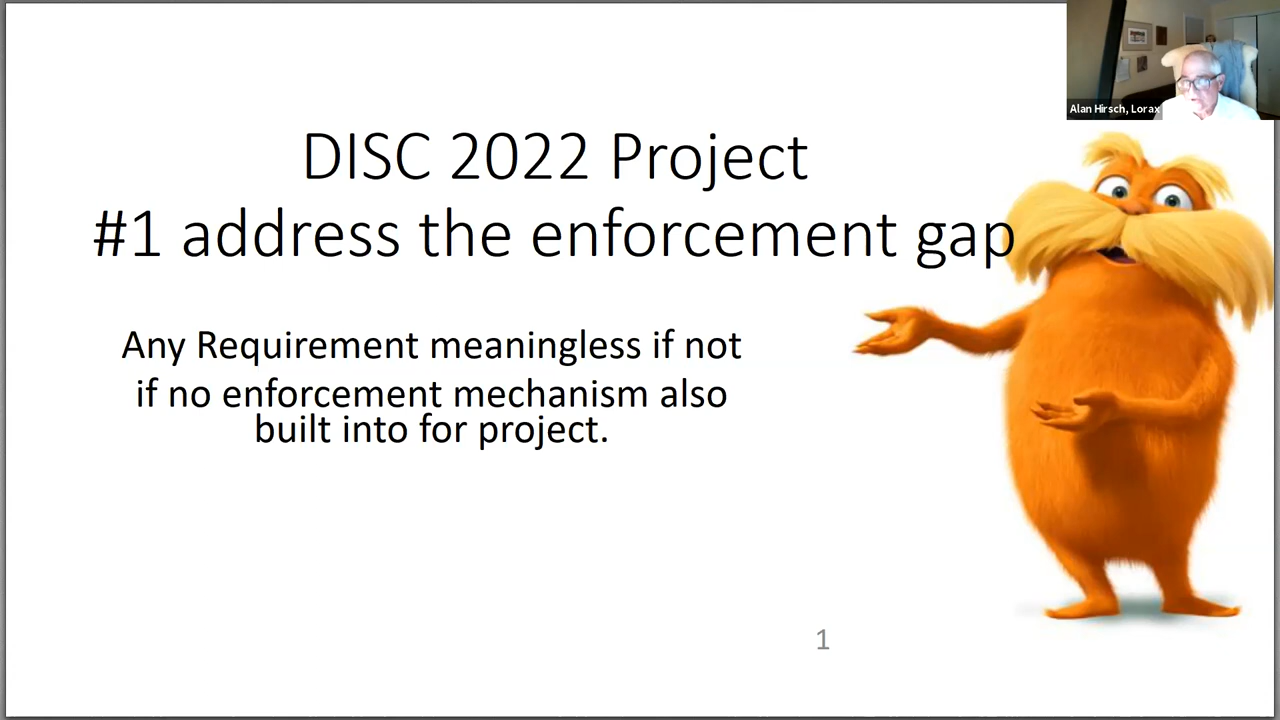 Alan Hirsch, Lorax
DISC 2022 Project
#1 address the enforcement gap
Any Requirement meaningless if not
if no enforcement mechanism also
built into for project.
1